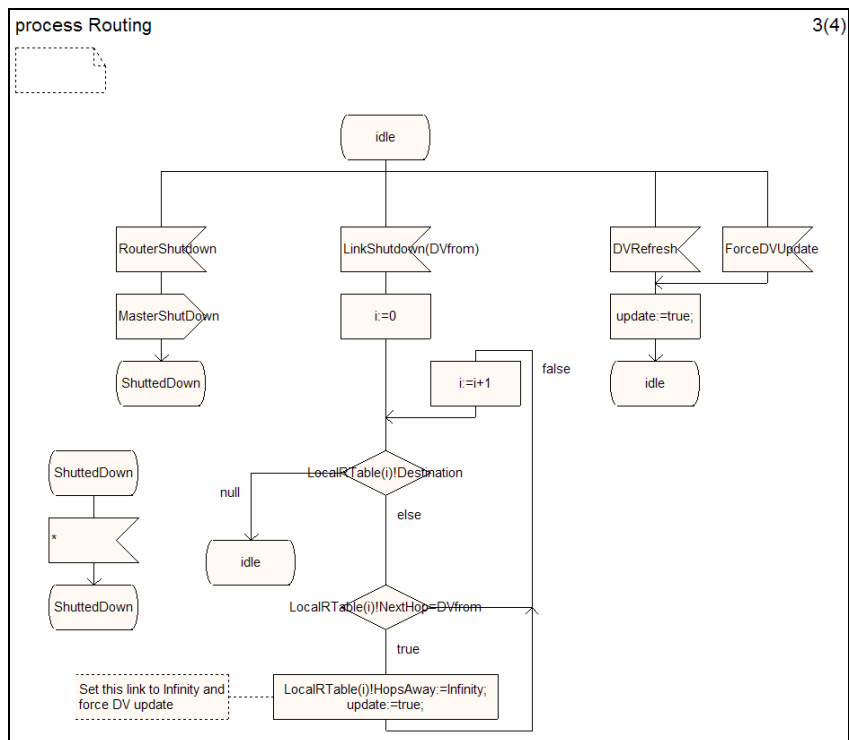 process Routing
3(4)
idle
RouterShutdown
LinkShutdown(DVfrom)
DVRefresh
ForceDVUpdate
MasterShutDown
i:=0
update:=true;
ShuttedDown
i:=i+1
false
idle
ShuttedDown
LocalRTable(i)!Destination
null
else
*
idle
ShuttedDown
LocalRTable(i)!NextHop=DVfrom
true
Set this link to Infinity and
force DV update
LocalRTable(i)!HopsAway:=Infinity;
update:=true;